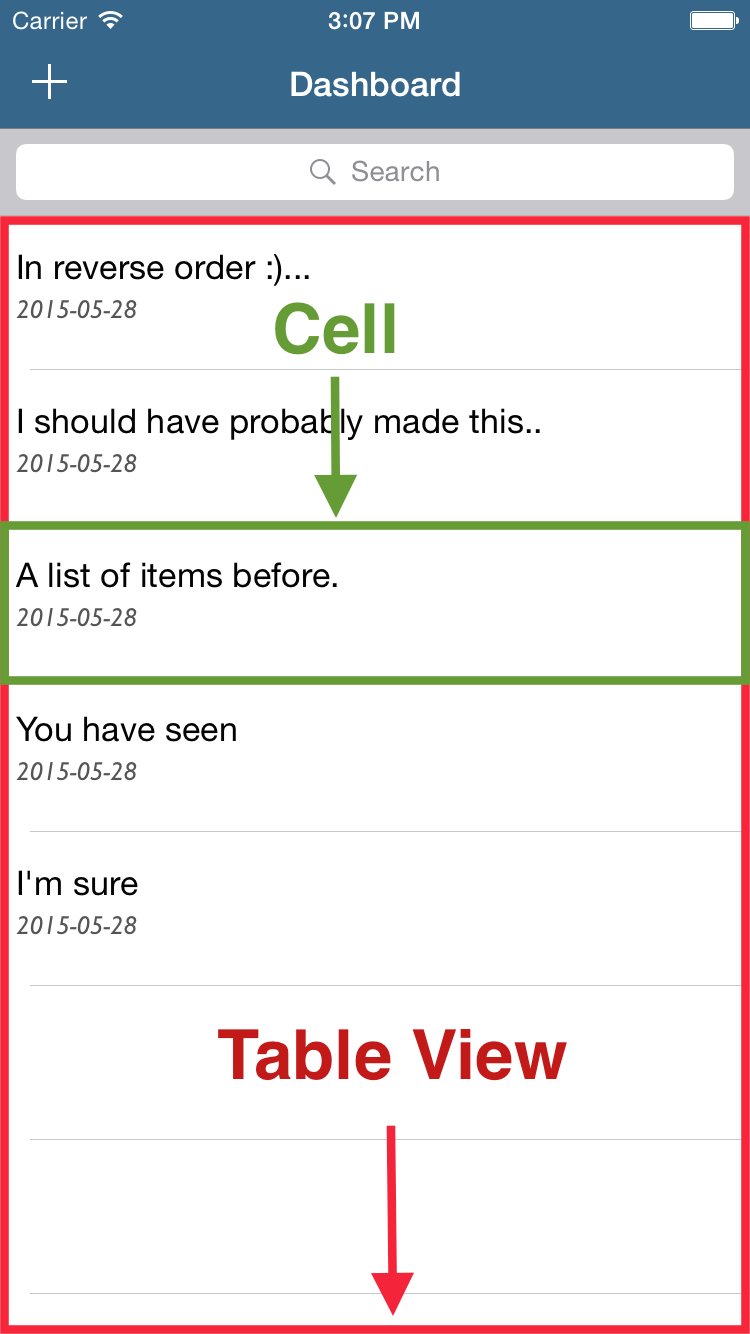 Carrier 3:07 PM
Dashboard
Search
In reverse order :)...
2015-05-28
Cell
I should have probably made this..
2015-05-28
A list of items before.
2015-05-28
You have seen
2015-05-28
I'm sure
2015-05-28
Table View